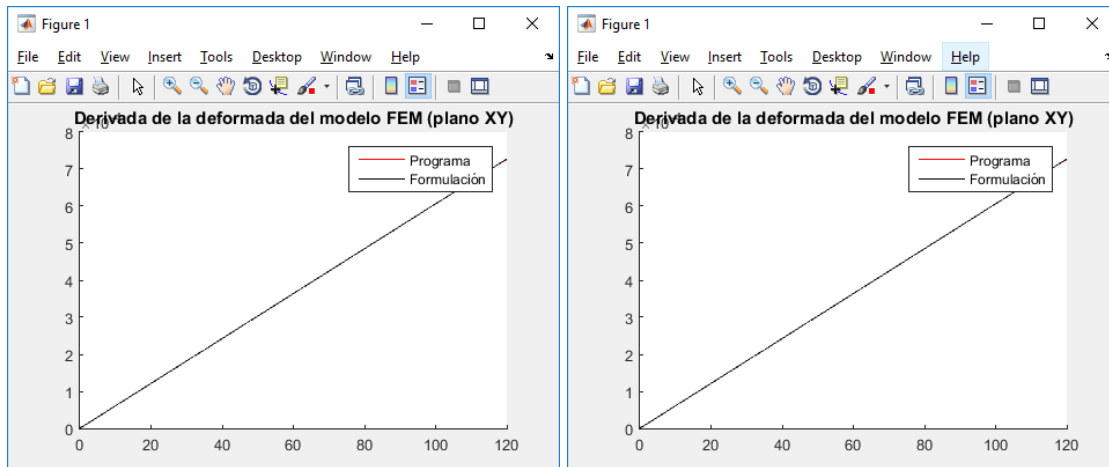 Figure 1
File Edit View Insert Tools Desktop Window Help
Derivada de la deformada del modelo FEM (plano XY)
8
7
6
5
4
3
2
1
0
Programa
Formulación
0 20 40 60 80 100 120
Figure 1
File Edit View Insert Tools Desktop Window Help
Derivada de la deformada del modelo FEM (plano XY)
8
7
6
5
4
3
2
1
0
Programa
Formulación
0 20 40 60 80 100 120